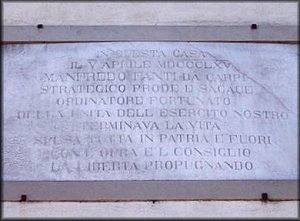 IN QUESTA CASA
IL V APRILE MDCCCLXV
MANFREDO FANTI DA CARPI
STRATEGICO PRODE E SAGACE
ORDINATORE FORTUNATO
DELLA UNITÀ DELL'ESERCITO NOSTRO
TERMINAVA LA VITA
SPESA TUTTA IN PATRIA E FUORI
CON L'OPRA E IL CONSIGLIO
LA LIBERTÀ PROPUGNANDO